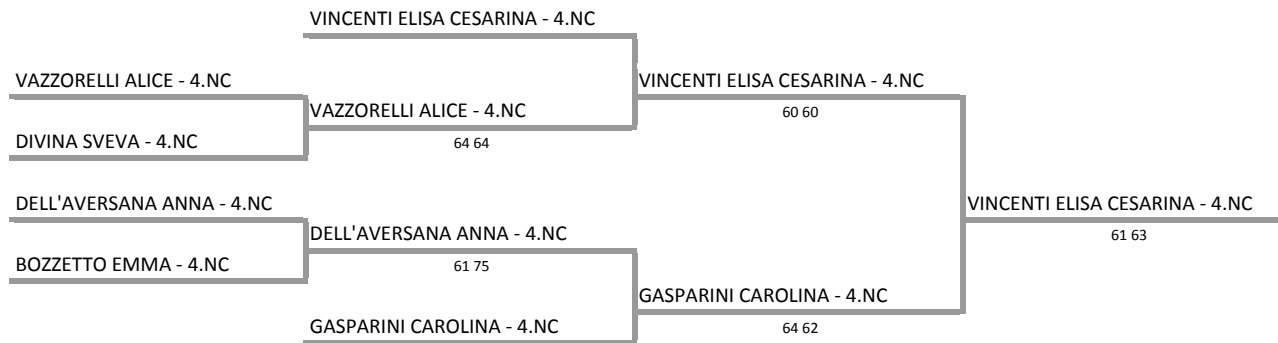 VINCENTI ELISA CESARINA - 4.NC
VAZZORELLI ALICE - 4.NC
VINCENTI ELISA CESARINA - 4.NC
VAZZORELLI ALICE - 4.NC
60 60
DIVINA SVEVA - 4.NC
64 64
DELL'AVERSANA ANNA - 4.NC
VINCENTI ELISA CESARINA - 4.NC
DELL'AVERSANA ANNA - 4.NC
61 63
BOZZETTO EMMA - 4.NC
61 75
GASPARINI CAROLINA - 4.NC
GASPARINI CAROLINA - 4.NC
64 62